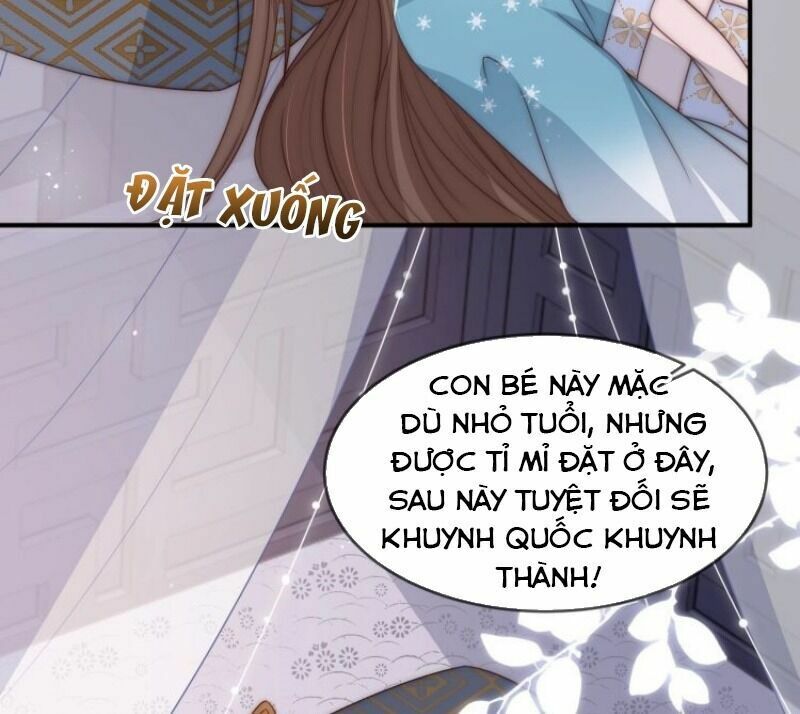 ĐẶT XUỐNG
CON BÉ NÀY MẶC
DÙ NHỎ TUỔI, NHƯNG
ĐƯỢC TỈ MỈ ĐẶT Ở ĐÂY,
SAU NÀY TUYỆT ĐỐI SẼ
KHUYNH QUỐC KHUYNH
THÀNH!